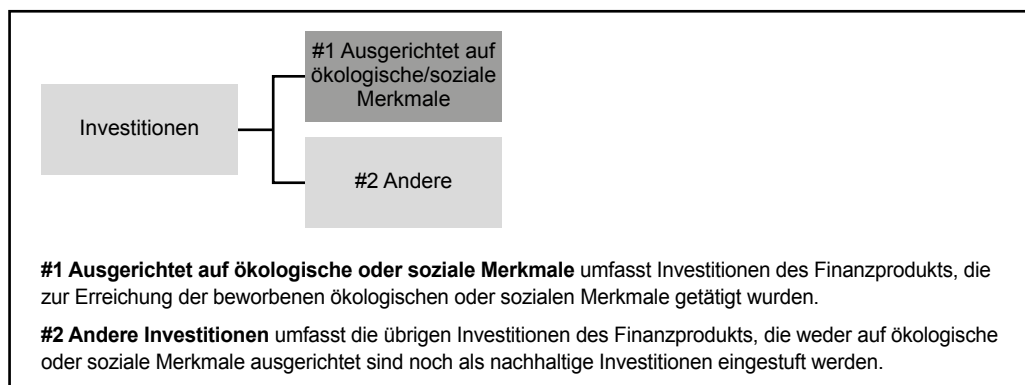 #1 Ausgerichtet auf
ökologische/soziale
Merkmale
Investitionen
#2 Andere
#1 Ausgerichtet auf ökologische oder soziale Merkmale umfasst Investitionen des Finanzprodukts, die
zur Erreichung der beworbenen ökologischen oder sozialen Merkmale getätigt wurden.
#2 Andere Investitionen umfasst die übrigen Investitionen des Finanzprodukts, die weder auf ökologische
oder soziale Merkmale ausgerichtet sind noch als nachhaltige Investitionen eingestuft werden.